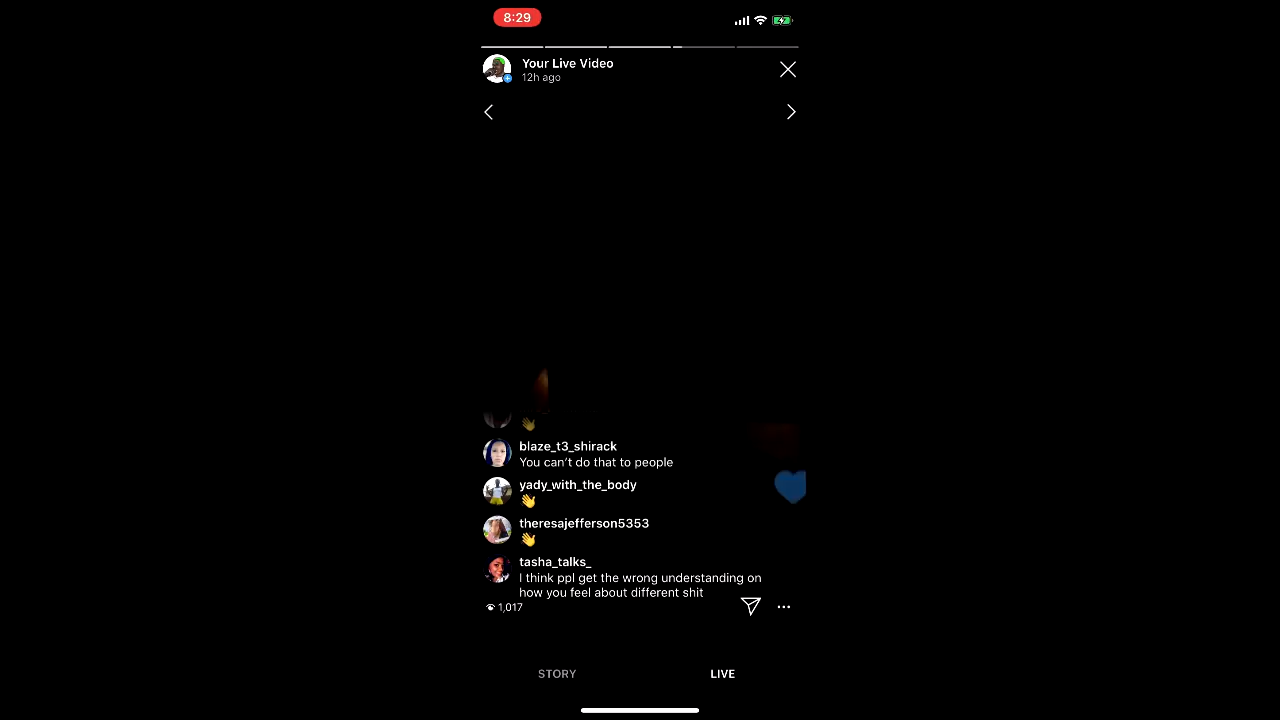 8:29
Your Live Video
12h ago
blaze_t3_shirack
You can't do that to people
yady_with_the_body
👋
theresajefferson5353
👋
tasha_talks_
I think ppl get the wrong understanding on
how you feel about different shit
1,017
STORY
LIVE